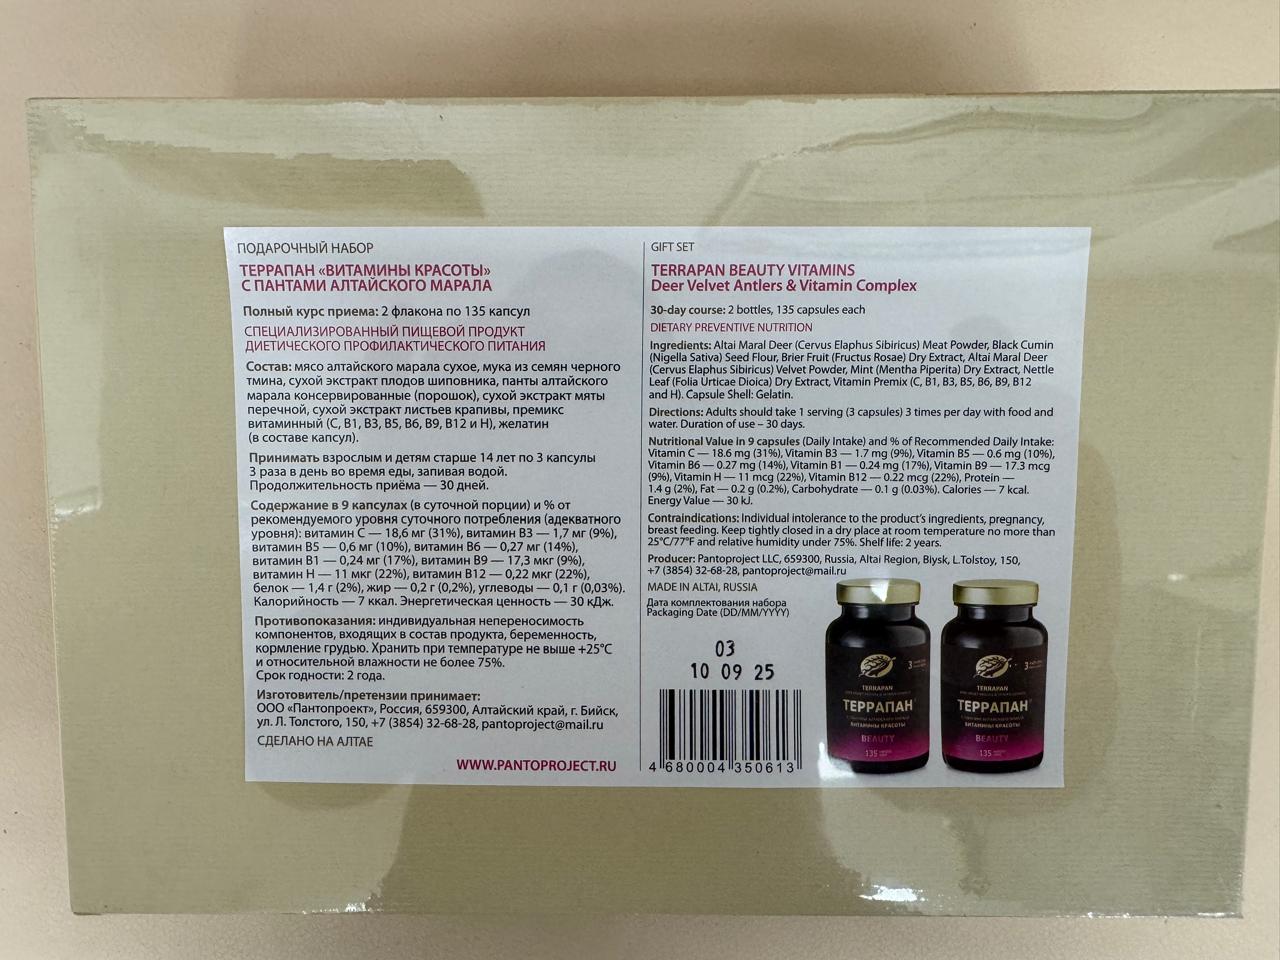 ПОДАРОЧНЫЙ НАБОР
ТЕРРАПАН «ВИТАМИНЫ КРАСОТЫ»
С ПАНТАМИ АЛТАЙСКОГО МАРАЛА
Полный курс приема: 2 флакона по 135 капсул
СПЕЦИАЛИЗИРОВАННЫЙ ПИЩЕВОЙ ПРОДУКТ
ДИЕТИЧЕСКОГО ПРОФИЛАКТИЧЕСКОГО ПИТАНИЯ
Состав: мясо алтайского марала сухое, мука из семян черного
тмина, сухой экстракт плодов шиповника, панты алтайского
марала консервированные (порошок), сухой экстракт мяты
перечной, сухой экстракт листьев крапивы, премикс
витаминный (С, В1, В3, В5, В6, В9, В12 и Н), желатин
(в составе капсул).
Принимать взрослым и детям старше 14 лет по 3 капсулы
3 раза в день во время еды, запивая водой.
Продолжительность приёма — 30 дней.
Содержание в 9 капсулах (в суточной порции) и % от
рекомендуемого уровня суточного потребления (адекватного
уровня): витамин С — 18,6 мг (31%), витамин В3 — 1,7 мг (9%),
витамин В5 — 0,6 мг (10%), витамин В6 — 0,27 мг (14%),
витамин В1 — 0,24 мг (17%), витамин В9 — 17,3 мкг (9%),
витамин Н — 11 мкг (22%), витамин В12 — 0,22 мкг (22%),
белок — 1,4 г (2%), жир — 0,2 г (0,2%), углеводы — 0,1 г (0,03%).
Калорийность — 7 ккал. Энергетическая ценность — 30 кДж.
Противопоказания: индивидуальная непереносимость
компонентов, входящих в состав продукта, беременность,
кормление грудью. Хранить при температуре не выше +25°С
и относительной влажности не более 75%.
Срок годности: 2 года.
Изготовитель/претензии принимает:
ООО «Пантопроект», Россия, 659300, Алтайский край, г. Бийск,
ул. Л. Толстого, 150, +7 (3854) 32-68-28, pantoproject@mail.ru
СДЕЛАНО НА АЛТАЕ
WWW.PANTOPROJECT.RU
GIFT SET
TERRAPAN BEAUTY VITAMINS
Deer Velvet Antlers & Vitamin Complex
30-day course: 2 bottles, 135 capsules each
DIETARY PREVENTIVE NUTRITION
Ingredients: Altai Maral Deer (Cervus Elaphus Sibiricus) Meat Powder, Black Cumin
(Nigella Sativa) Seed Flour, Brier Fruit (Fructus Rosae) Dry Extract, Altai Maral Deer
(Cervus Elaphus Sibiricus) Velvet Powder, Mint (Mentha Piperita) Dry Extract, Nettle
Leaf (Folia Urticae Dioica) Dry Extract, Vitamin Premix (C, B1, B3, B5, B6, B9, B12
and H). Capsule Shell: Gelatin.
Directions: Adults should take 1 serving (3 capsules) 3 times per day with food and
water. Duration of use – 30 days.
Nutritional Value in 9 capsules (Daily Intake) and % of Recommended Daily Intake:
Vitamin C — 18.6 mg (31%), Vitamin B3 — 1.7 mg (9%), Vitamin B5 — 0.6 mg (10%),
Vitamin B6 — 0.27 mg (14%), Vitamin B1 — 0.24 mg (17%), Vitamin B9 — 17.3 mcg
(9%), Vitamin H — 11 mcg (22%), Vitamin B12 — 0.22 mcg (22%), Protein —
1.4 g (2%), Fat — 0.2 g (0.2%), Carbohydrate — 0.1 g (0.03%). Calories — 7 kcal.
Energy Value — 30 kJ.
Contraindications: Individual intolerance to the product's ingredients, pregnancy,
breast feeding. Keep tightly closed in a dry place at room temperature no more than
25°C/77°F and relative humidity under 75%. Shelf life: 2 years.
Producer: Pantoproject LLC, 659300, Russia, Altai Region, Biysk, L.Tolstoy, 150,
+7 (3854) 32-68-28, pantoproject@mail.ru
MADE IN ALTAI, RUSSIA
Дата комплектования набора
Packaging Date (DD/MM/YYYY)
03
10 09 25
4 680004 350613
TERRAPAN
ТЕРРАПАН
ВИТАМИНЫ КРАСОТЫ
BEAUTY
135
TERRAPAN
ТЕРРАПАН
ВИТАМИНЫ КРАСОТЫ
BEAUTY
135